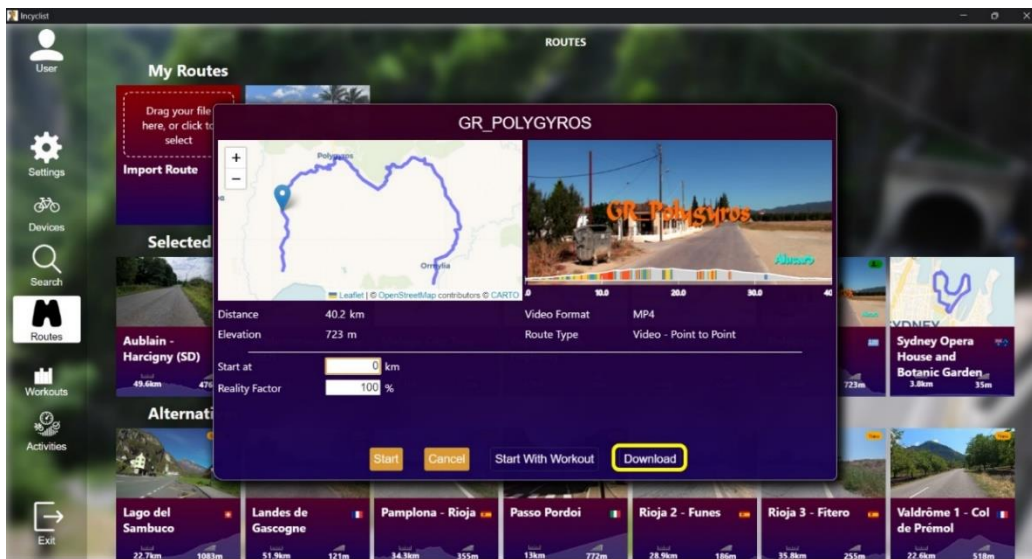 Incyclist
User
Settings
Devices
Search
Routes
Workouts
Activities
Exit
ROUTES
My Routes
Drag your file
here, or click to
select
Import Route
Selected
Aublain -
Harcigny (SD)
49.6km 476
Alternati
GR_POLYGYROS
+
−
Polygyros
Ormylia
Leaflet | © OpenStreetMap contributors © CARTO
GR_Polygyros
.0 10.0 20.0 30.0 40
Distance 40.2 km
Elevation 723 m
Video Format MP4
Route Type Video - Point to Point
Start at 0 km
Reality Factor 100 %
Start Cancel Start With Workout Download
723m
SYDNEY
Sydney Opera
House and
Botanic Garden
3.8km 35m
Lago del
Sambuco
22.7km 1083m
Landes de
Gascogne
51.9km 121m
Pamplona - Rioja
34.3km 355m
Passo Pordoi
13km 772m
Rioja 2 - Funes
28.9km 186m
Rioja 3 - Fitero
35.8km 255m
Valdrôme 1 - Col
de Prémol
22.6km 518m